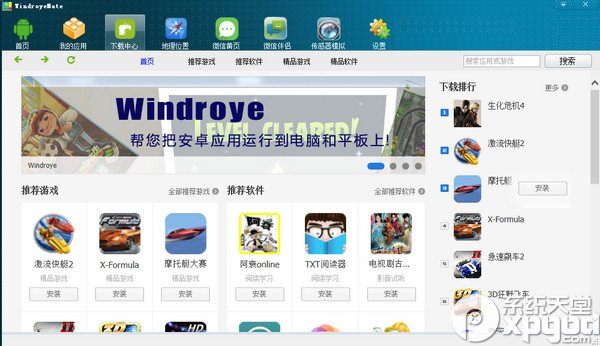 WindroyeMate
首页
我的应用
下载中心
地理位置
微信黄页
微信伴侣
传感器模拟
设置
首页 推荐游戏 推荐软件 精品游戏 精品软件
搜索应用或游戏
搜索
Windroye
LEVEL CLEARED!
帮您把安卓应用运行到电脑和平板上!
Windroye
推荐游戏
全部推荐游戏
激流快艇2
精品游戏
安装
X-Formula
精品游戏
安装
摩托艇大赛
精品游戏
安装
推荐软件
全部推荐软件
阿衰online
阅读学习
安装
TXT阅读器
阅读学习
安装
电视剧古...
影音试听
安装
下载排行
更多
1
生化危机4
2
激流快艇2
3
摩托艇
安装
4
X-Formula
5
急速飙车2
6
3D狂野飞车
系统天堂
xpgod
.com